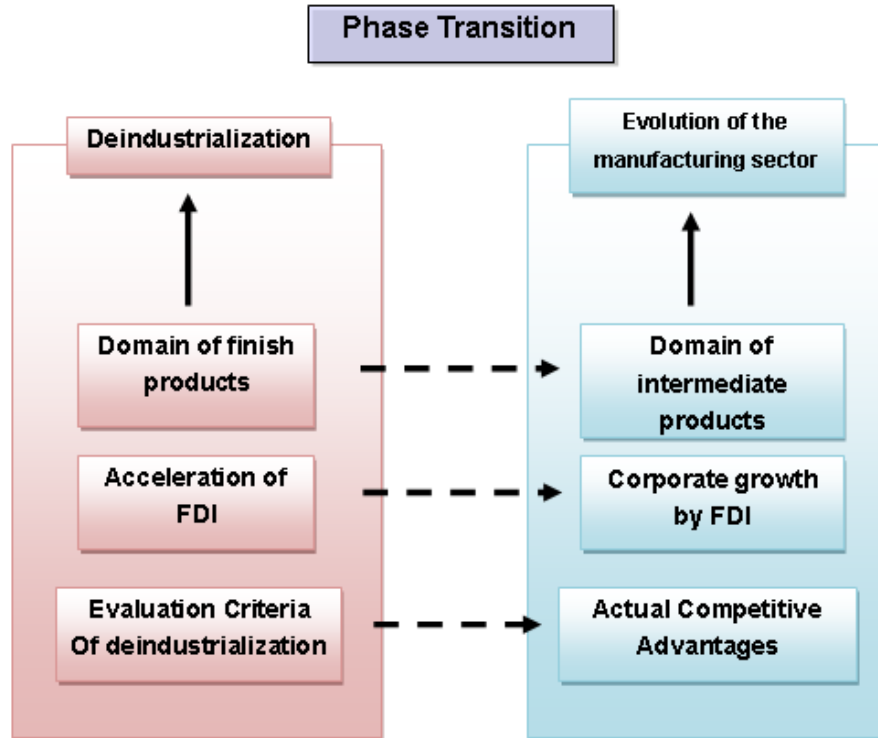 Phase Transition
Deindustrialization
Evolution of the
manufacturing sector
Domain of finish
products
Domain of
intermediate
products
Acceleration of
FDI
Corporate growth
by FDI
Evaluation Criteria
Of deindustrialization
Actual Competitive
Advantages